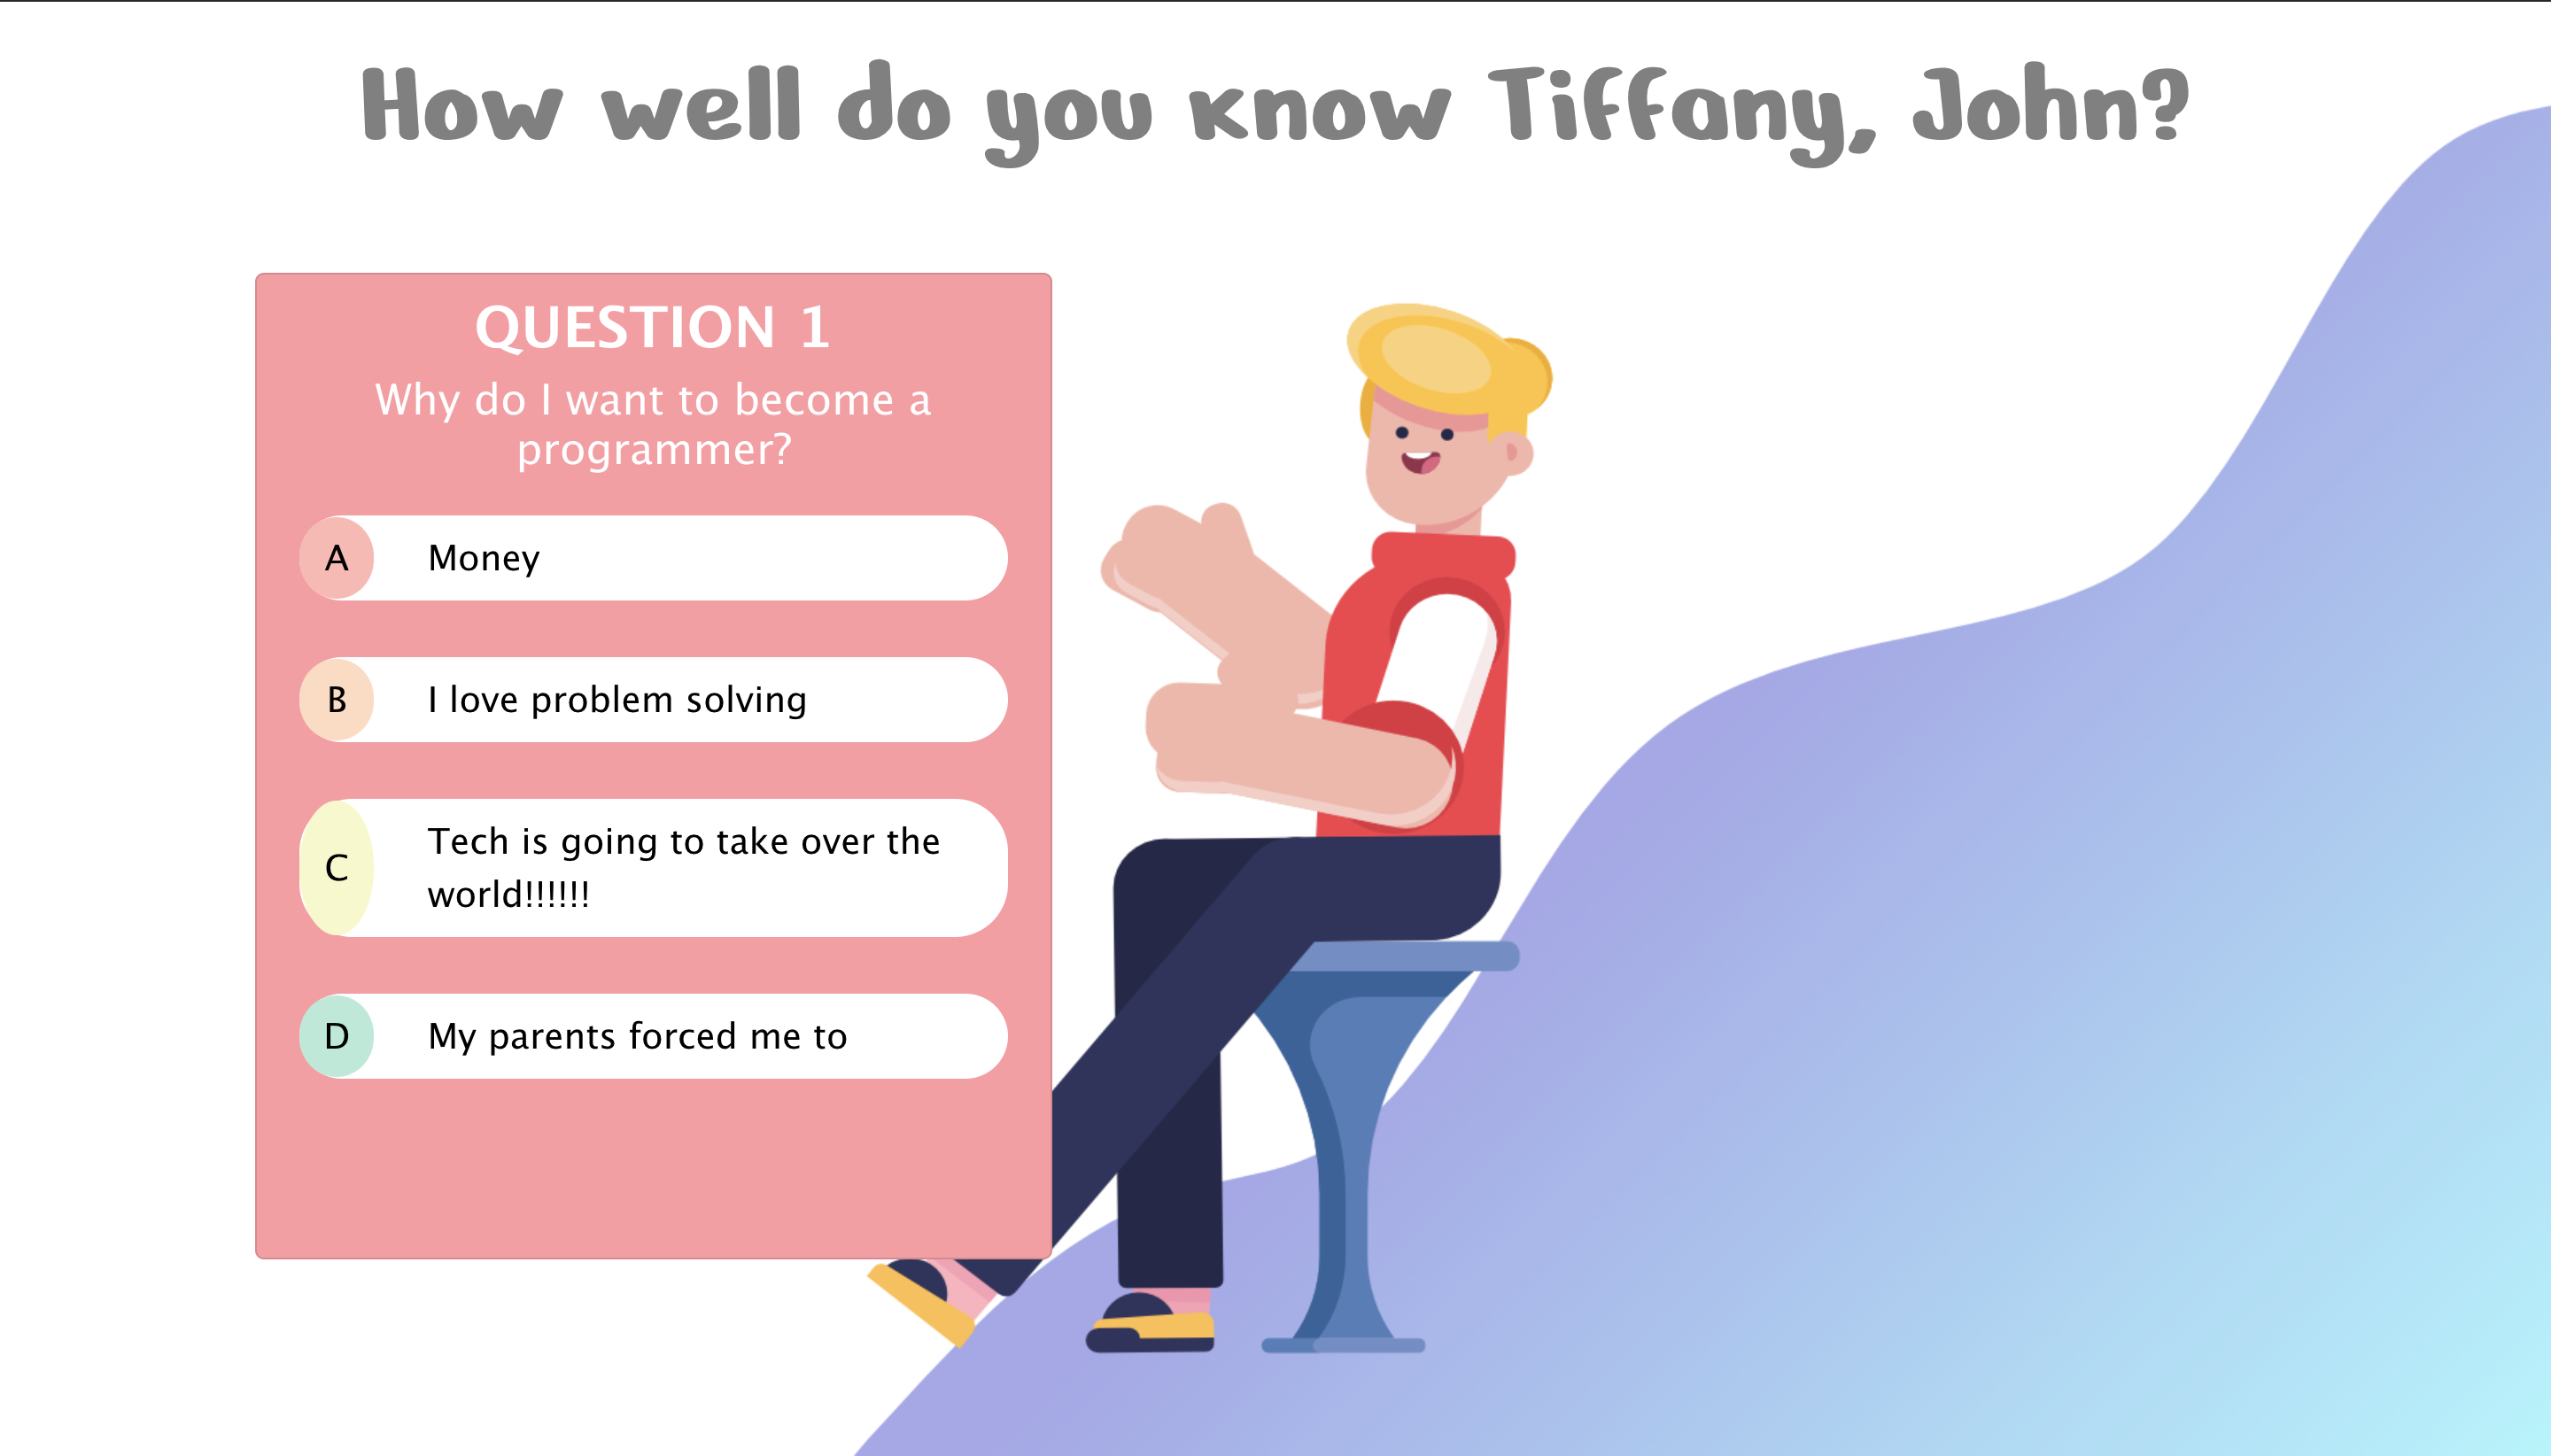 How well do you know Tiffany, John?
QUESTION 1
Why do I want to become a
programmer?
A Money
B I love problem solving
C Tech is going to take over the
world!!!!!!
D My parents forced me to